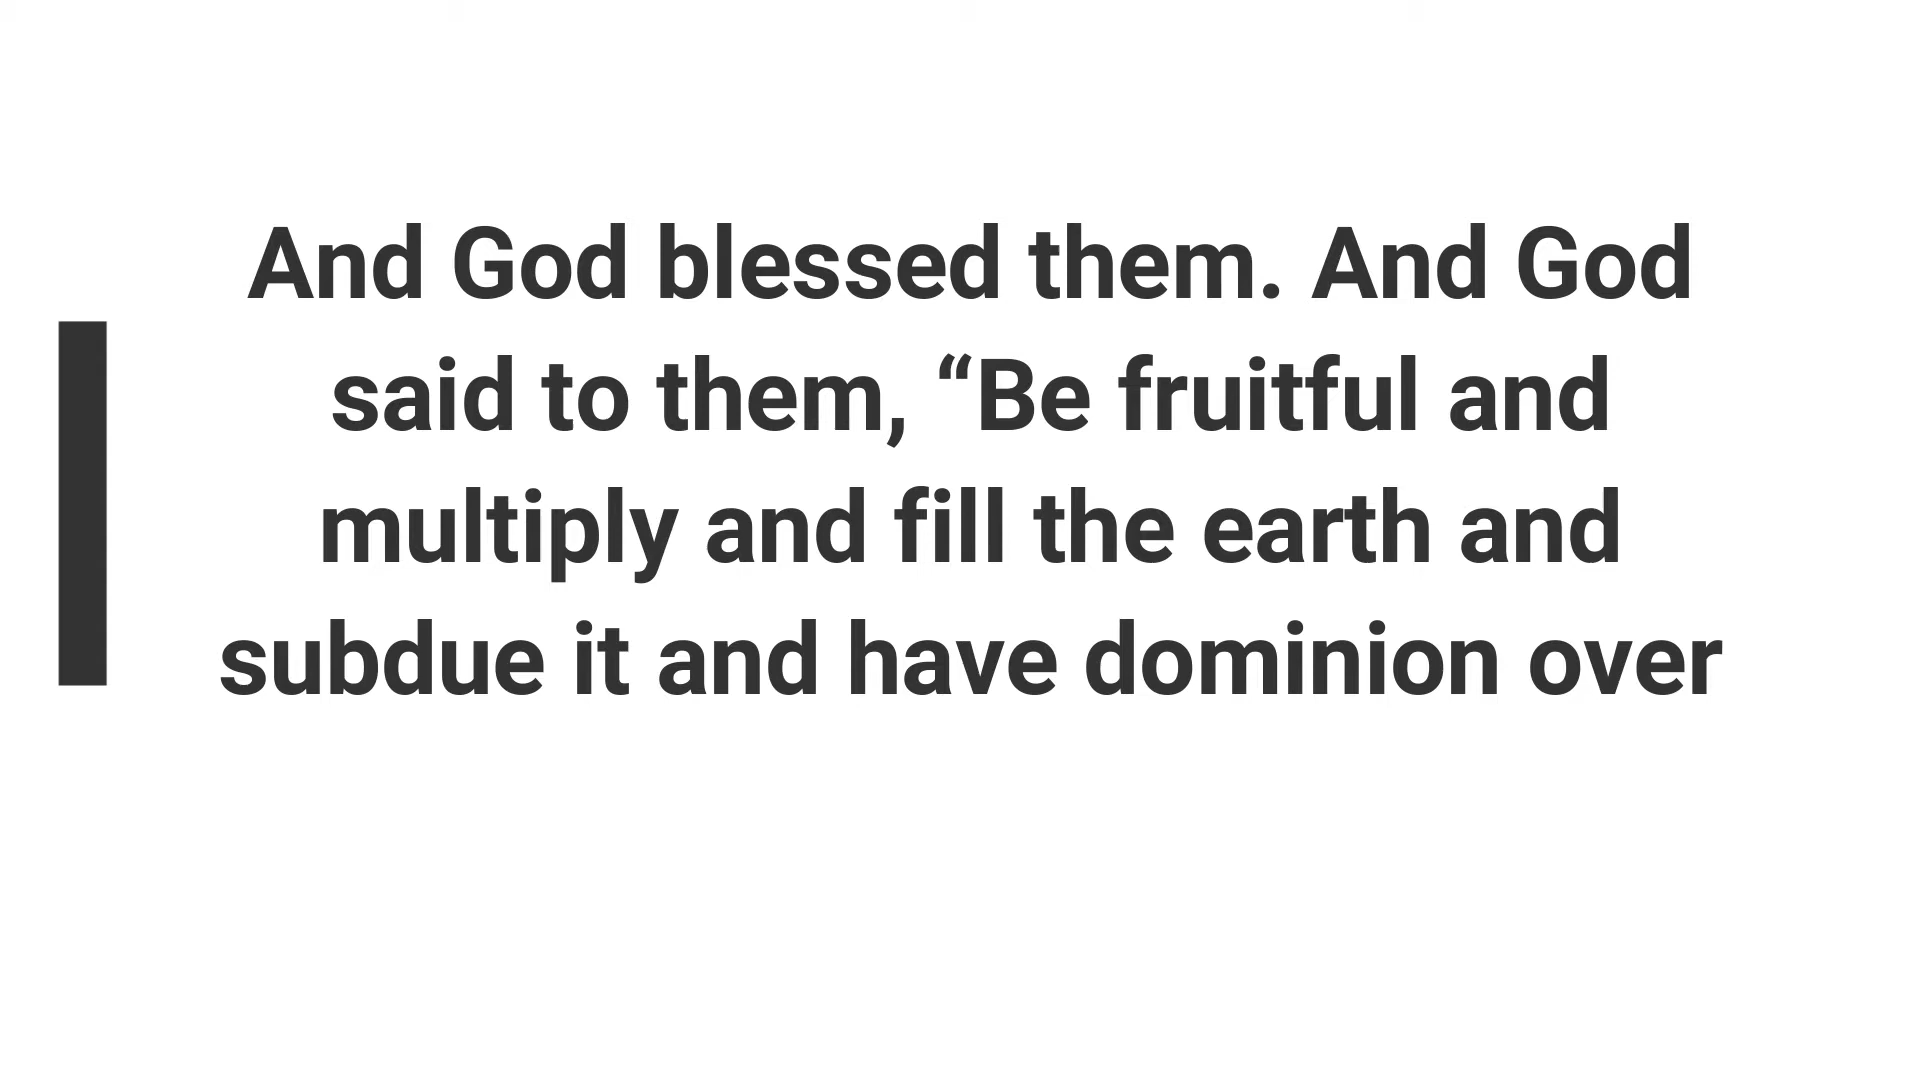 And God blessed them. And God
said to them, “Be fruitful and
multiply and fill the earth and
subdue it and have dominion over